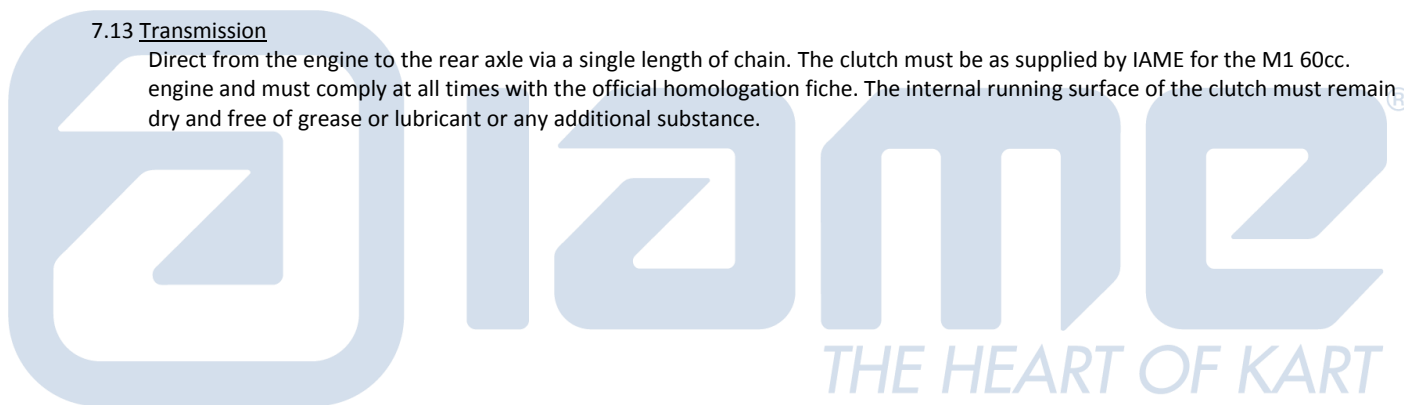 7.13 Transmission
Direct from the engine to the rear axle via a single length of chain. The clutch must be as supplied by IAME for the M1 60cc.
engine and must comply at all times with the official homologation fiche. The internal running surface of the clutch must remain
dry and free of grease or lubricant or any additional substance.
iame®
THE HEART OF KART